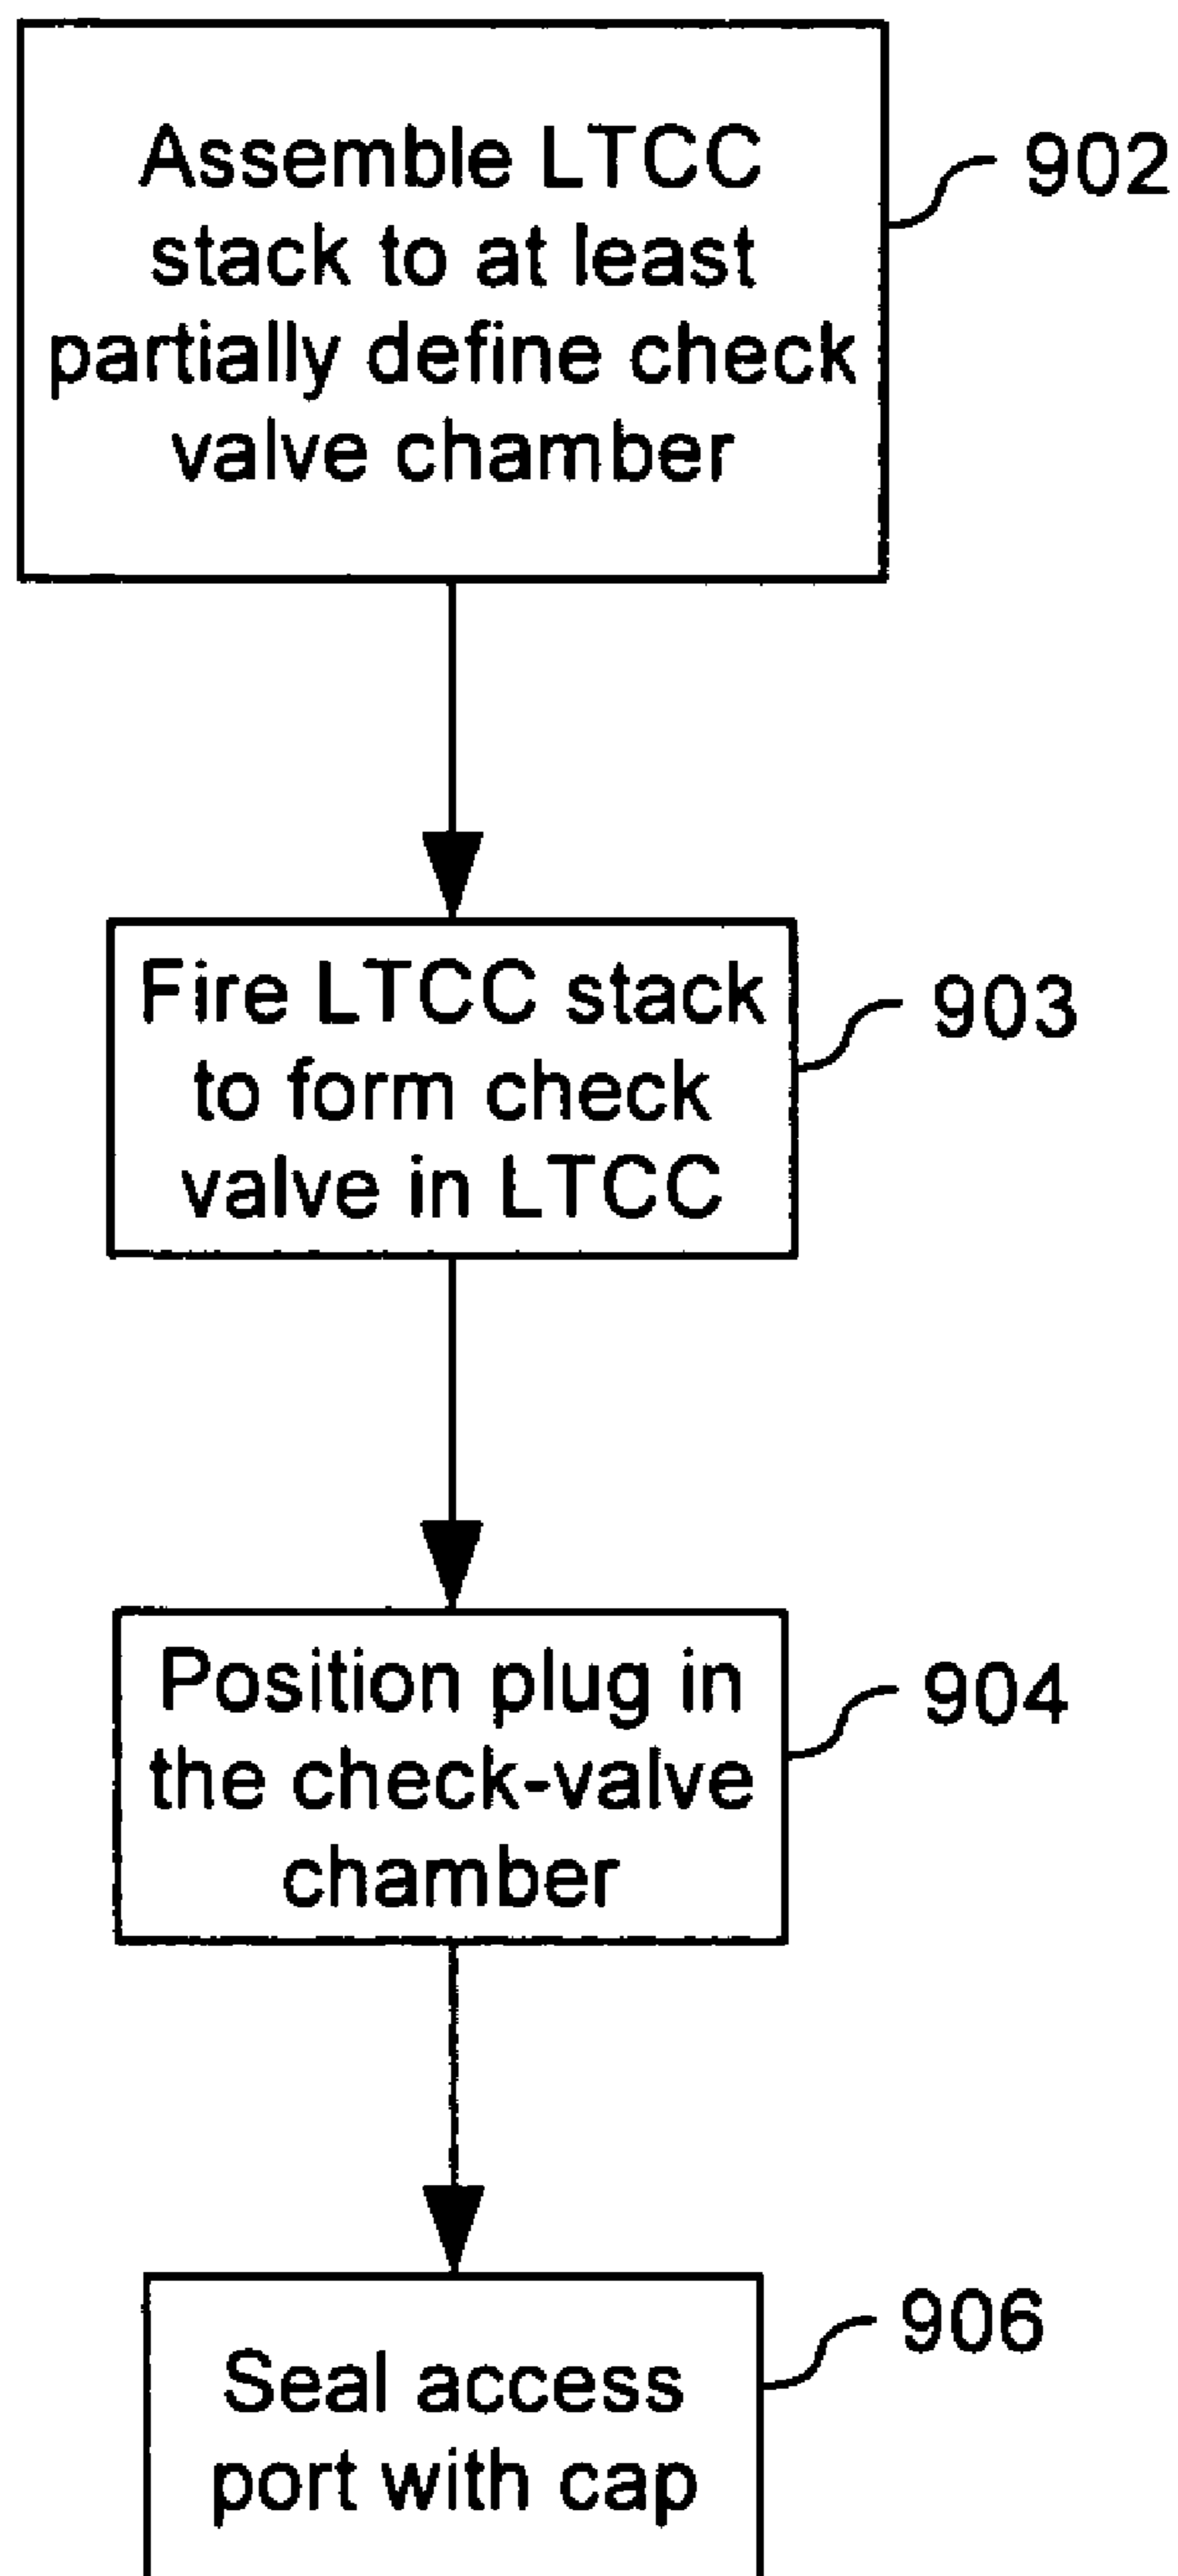 Assemble LTCC
stack to at least
partially define check
valve chamber
902
Fire LTCC stack
to form check
valve in LTCC
903
Position plug in
the check-valve
chamber
904
Seal access
port with cap
906